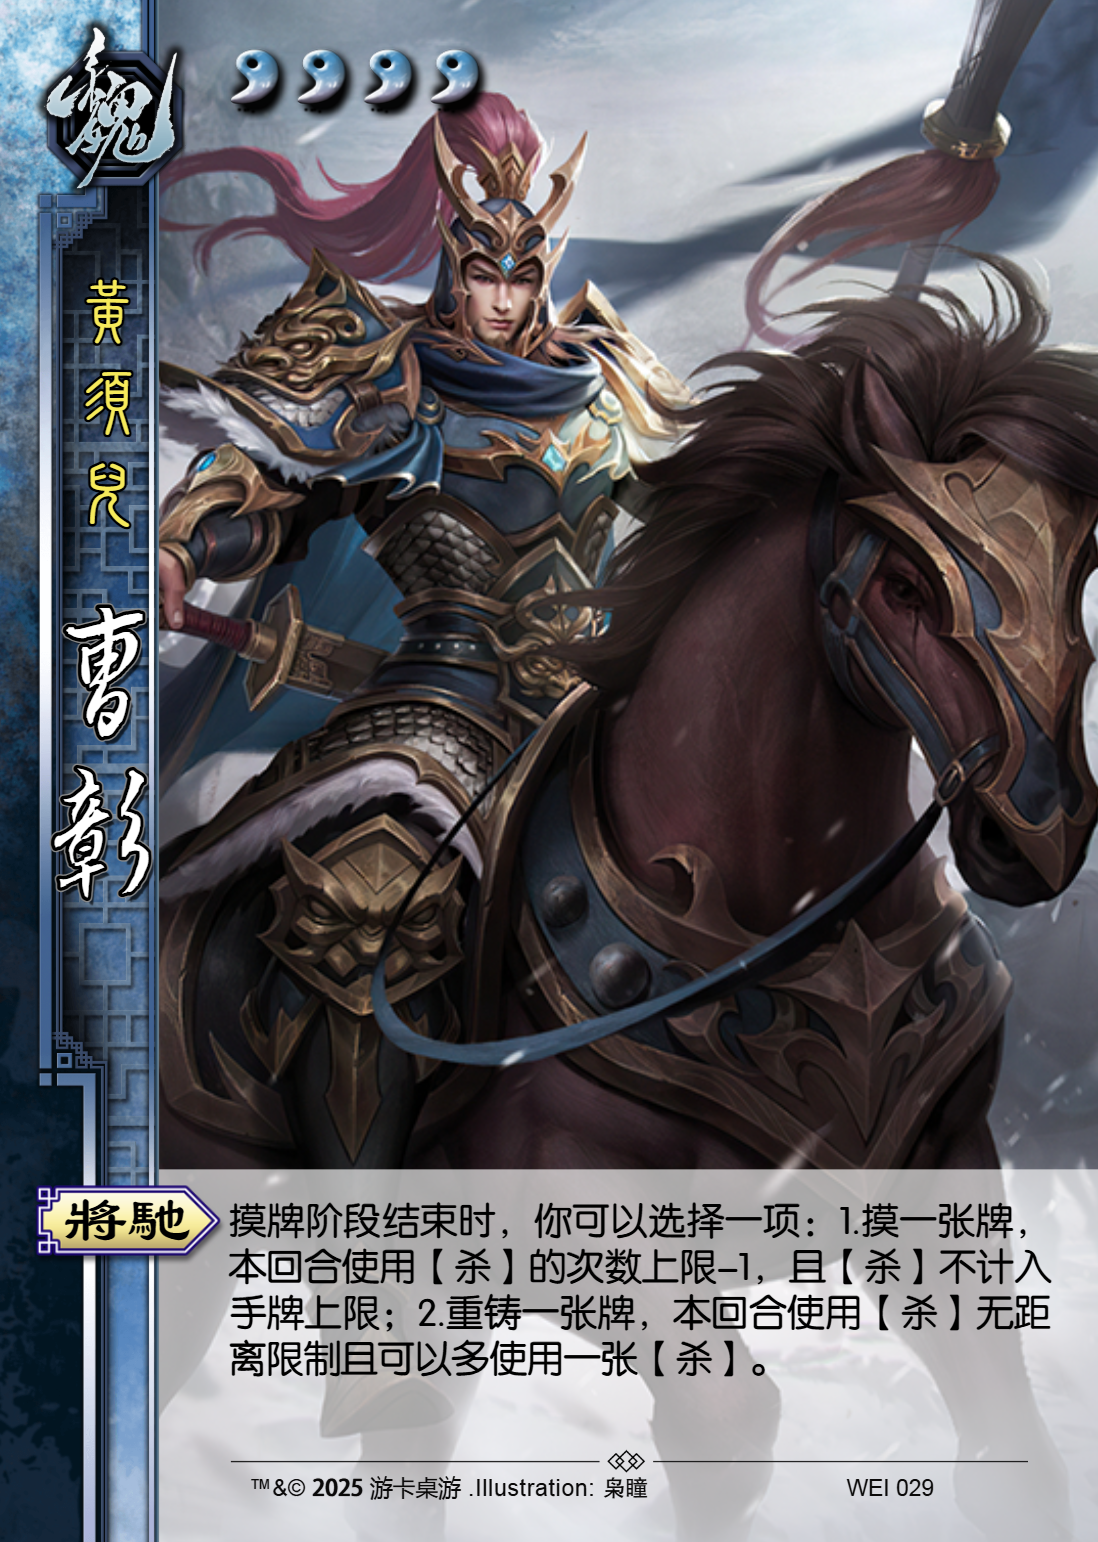 魏
黃須兒
曹彰
將馳
摸牌阶段结束时，你可以选择一项：1.摸一张牌，
本回合使用【杀】的次数上限-1，且【杀】不计入
手牌上限；2.重铸一张牌，本回合使用【杀】无距
离限制且可以多使用一张【杀】。
™&© 2025 游卡桌游 .Illustration: 枭瞳
WEI 029